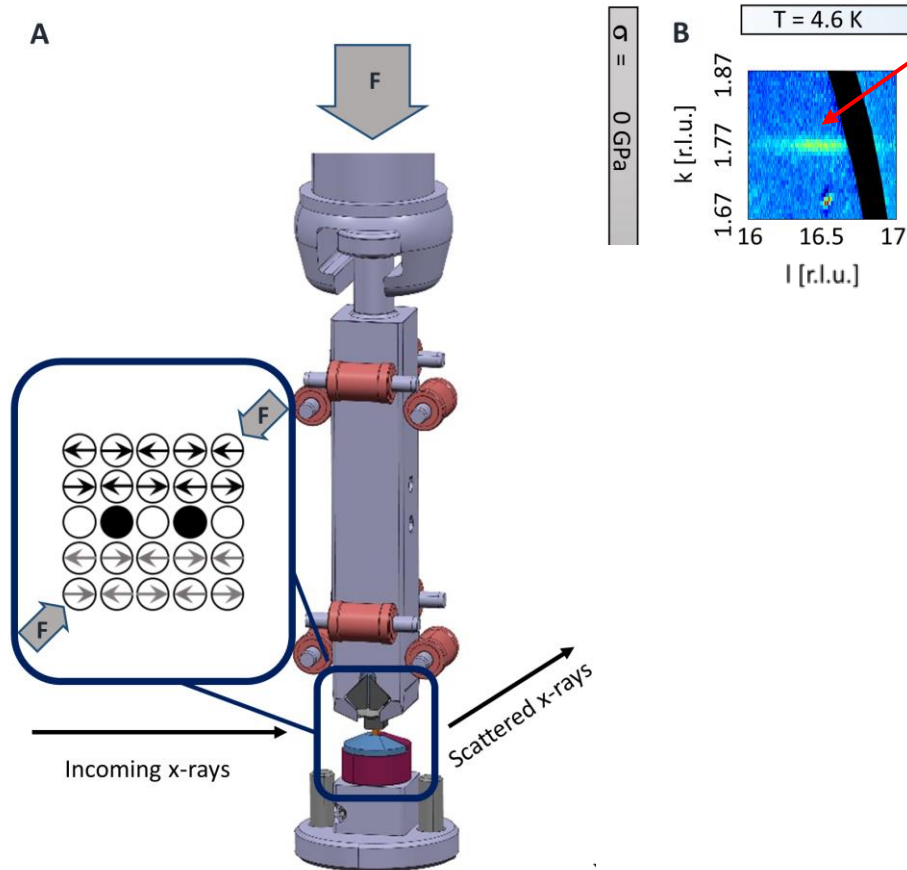 A
F
F
F
Incoming x-rays
Scattered x-rays
σ = 0 GPa
B
T = 4.6 K
k [r.l.u.]
1.87
1.77
1.67
16 16.5 17
l [r.l.u.]